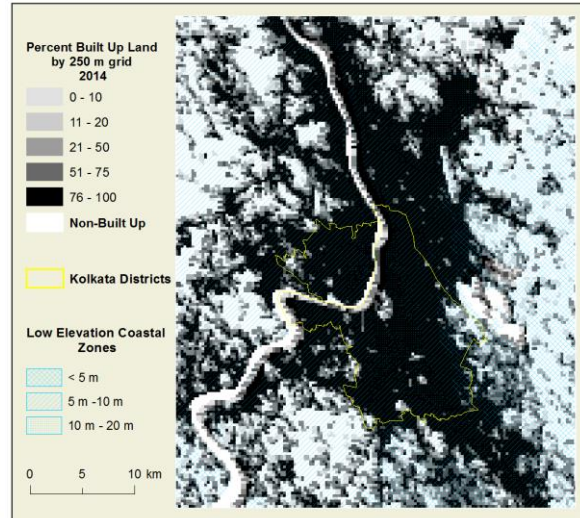 Percent Built Up Land
by 250 m grid
2014
0 - 10
11 - 20
21 - 50
51 - 75
76 - 100
Non-Built Up
Kolkata Districts
Low Elevation Coastal
Zones
< 5 m
5 m -10 m
10 m - 20 m
0 5 10 km